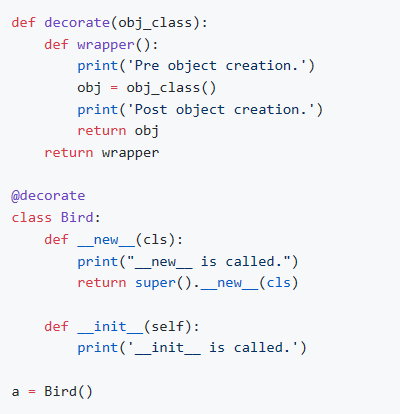 def decorate(obj_class):
    def wrapper():
        print('Pre object creation.')
        obj = obj_class()
        print('Post object creation.')
        return obj
    return wrapper

@decorate
class Bird:
    def __new__(cls):
        print("__new__ is called.")
        return super().__new__(cls)

    def __init__(self):
        print('__init__ is called.')

a = Bird()